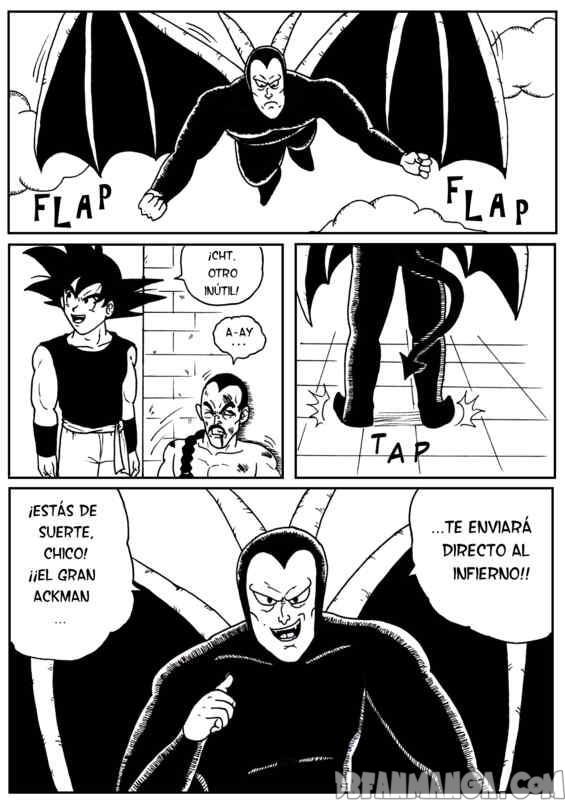 FLAP
FLAP
¡CHT,
OTRO
INÚTIL!
A-AY
...
TAP
¡ESTÁS DE
SUERTE,
CHICO!
¡¡EL GRAN
ACKMAN
...
...TE ENVIARÁ
DIRECTO AL
INFIERNO!!
DBFANMANGA.COM